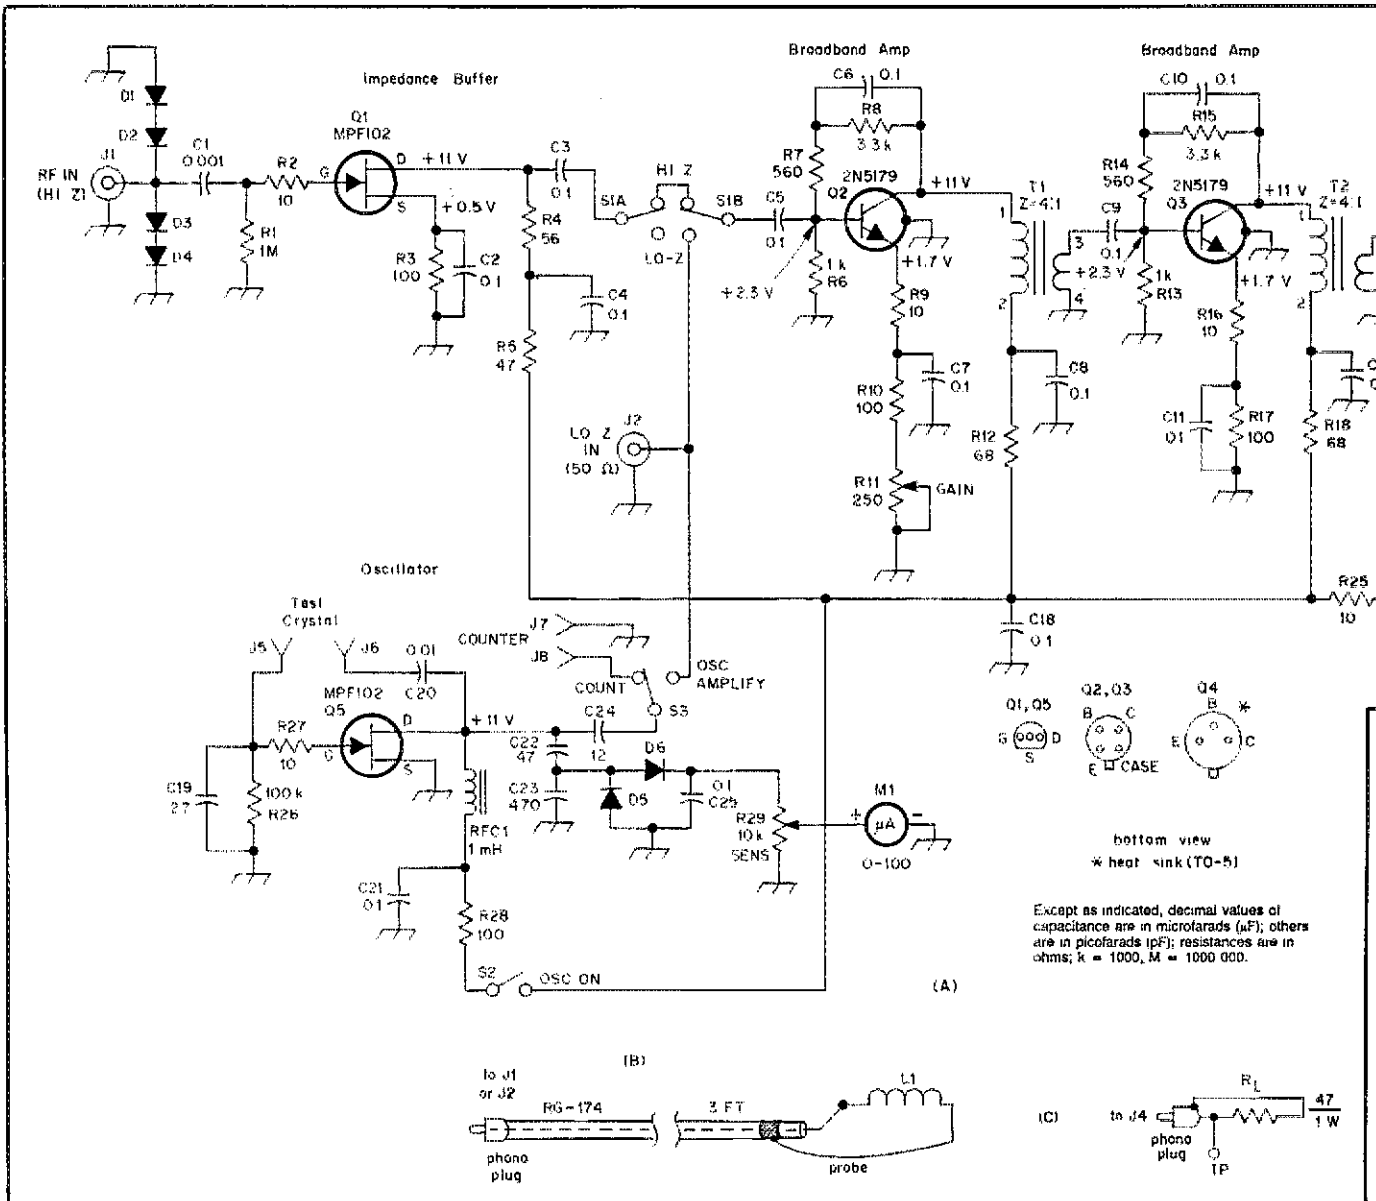 Broadband Amp
Broadband Amp
Impedance Buffer
C6 0.1
C10 0.1
D1
Q1
MPF102
R8
3.3k
R15
3.3k
D2
C1
0.001
J1
RF IN
(HI Z)
R2
10
G
D
+11 V
S
+0.5 V
C3
0.1
HI Z
S1A
S1B
LO-Z
R7
560
2N5179
Q2
+11 V
C5
0.1
T1
Z=4:1
1
2
3
4
R14
560
2N5179
Q3
+11 V
C9
0.1
T2
Z=4:1
1
2
D3
D4
R1
1M
R4
56
R3
100
C2
0.1
C4
0.1
R5
47
+2.3 V
1k
R6
+1.7 V
R9
10
+2.3 V
1k
R13
+1.7 V
R16
10
C7
0.1
C8
0.1
R10
100
C11
0.1
R17
100
R18
68
R12
68
J2
LO Z
IN
(50 Ω)
R11
250
GAIN
Oscillator
Test
Crystal
J5
J6
0.01
C20
COUNTER
J7
J8
COUNT
OSC
AMPLIFY
S3
C18
0.1
R25
10
MPF102
Q5
R27
10
G
D
S
+11 V
C24
12
C22
47
D6
C23
470
D5
0.1
C25
C19
27
100k
R26
RFC1
1 mH
R29
10k
SENS
M1
+
µA
-
0-100
C21
0.1
R28
100
S2
OSC ON
Q1, Q5
G
D
S
Q2, Q3
B
C
E
CASE
Q4
B
*
E
C
bottom view
* heat sink (TO-5)
Except as indicated, decimal values of
capacitance are in microfarads (µF); others
are in picofarads (pF); resistances are in
ohms; k = 1000, M = 1000 000.
(A)
(B)
to J1
or J2
RG-174
3 FT
L1
phono
plug
probe
(C)
to J4
RL
47
1 W
phono
plug
TP